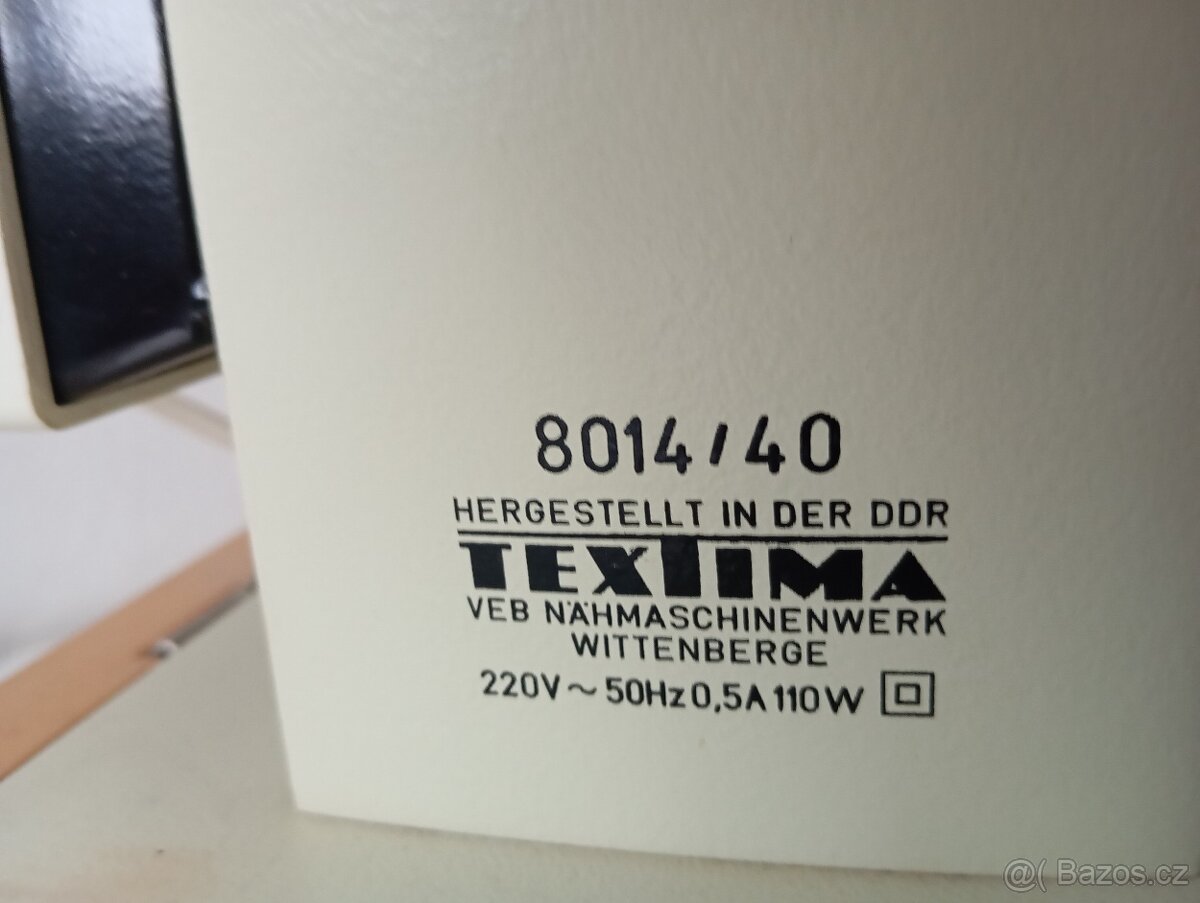 8014/40
HERGESTELLT IN DER DDR
TEXTIMA
VEB NÄHMASCHINENWERK
WITTENBERGE
220V ~ 50Hz 0,5A 110W
@( Bazos.cz